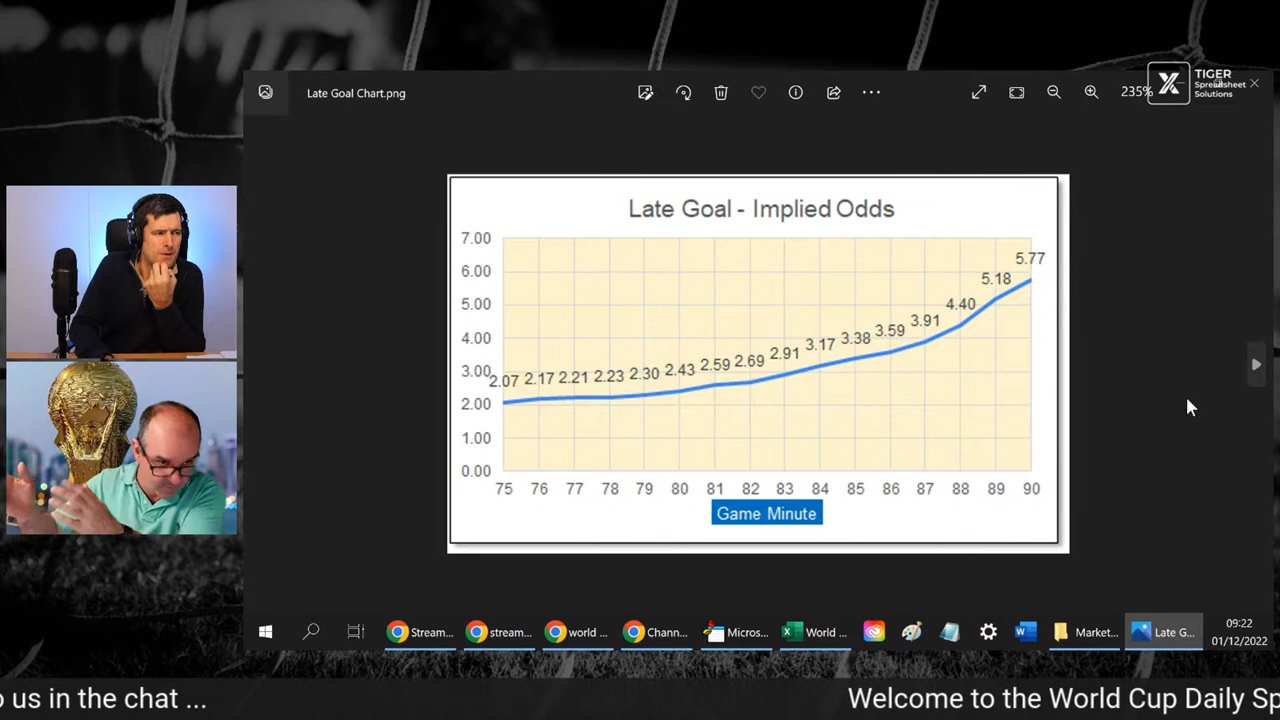 Late Goal Chart.png
235%
TIGER
Spreadsheet
Solutions
Late Goal - Implied Odds
7.00
6.00
5.00
4.00
3.00
2.00
1.00
0.00
2.07 2.17 2.21 2.23 2.30 2.43 2.59 2.69 2.91 3.17 3.38 3.59 3.91 4.40 5.18 5.77
75 76 77 78 79 80 81 82 83 84 85 86 87 88 89 90
Game Minute
Stream...
stream...
world ...
Chann...
Micros...
World ...
Market...
Late G...
09:22
01/12/2022
o us in the chat ...
Welcome to the World Cup Daily Sp